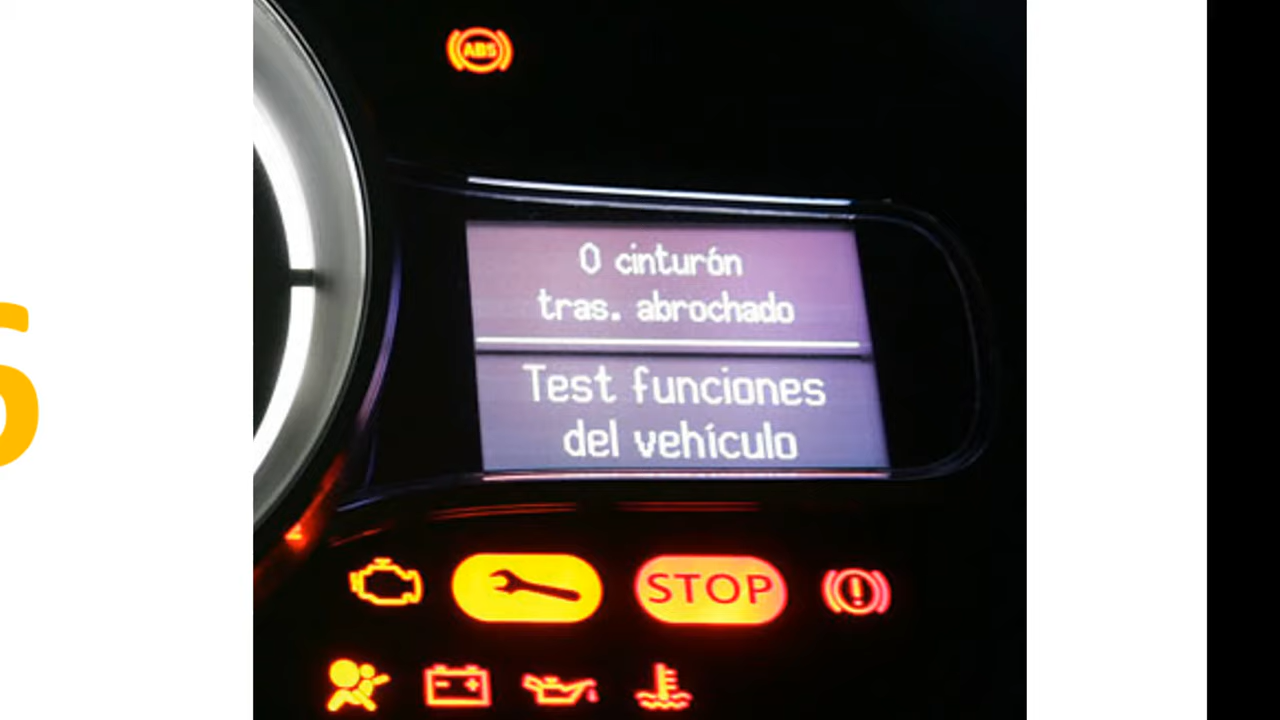 ABS
0 cinturón
tras. abrochado
Test funciones
del vehículo
STOP